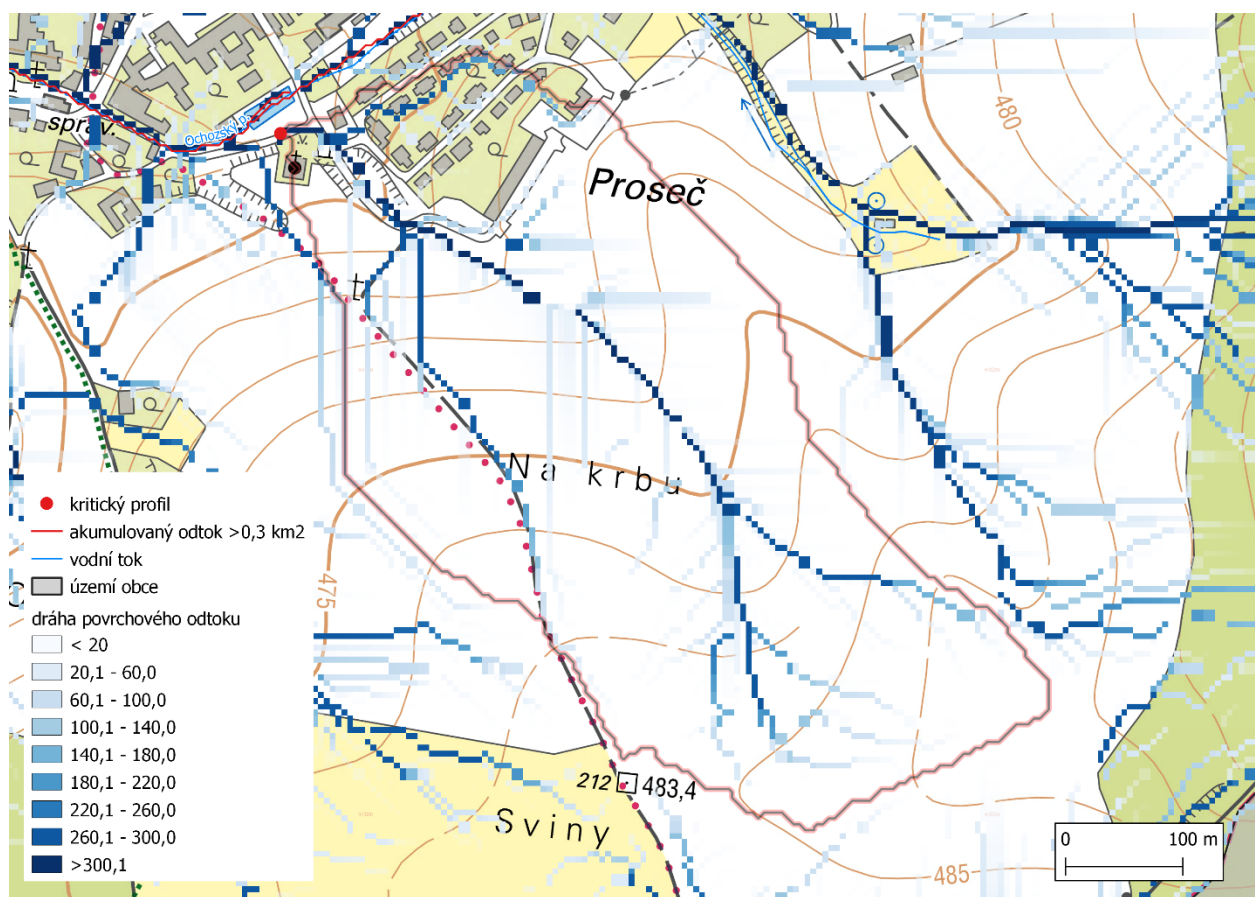 480
správ.
Ochozský p.
v.
Proseč
Na krbu
475
212
483,4
Sviny
485
kritický profil
akumulovaný odtok >0,3 km2
vodní tok
území obce
dráha povrchového odtoku
< 20
20,1 - 60,0
60,1 - 100,0
100,1 - 140,0
140,1 - 180,0
180,1 - 220,0
220,1 - 260,0
260,1 - 300,0
>300,1
0 100 m